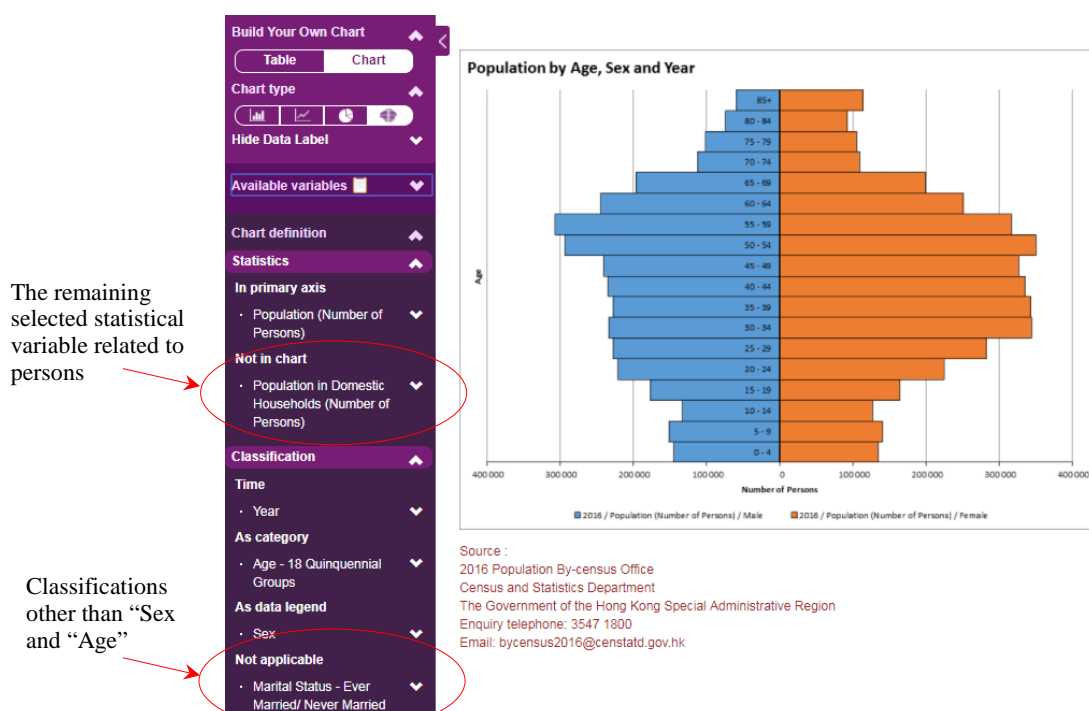 Build Your Own Chart
Table
Chart
Chart type
Hide Data Label
Available variables
Chart definition
Statistics
In primary axis
· Population (Number of
Persons)
Not in chart
· Population in Domestic
Households (Number of
Persons)
Classification
Time
· Year
As category
· Age - 18 Quinquennial
Groups
As data legend
· Sex
Not applicable
· Marital Status - Ever
Married/ Never Married
The remaining
selected statistical
variable related to
persons
Classifications
other than “Sex
and “Age”
Population by Age, Sex and Year
Age
85+
80 - 84
75 - 79
70 - 74
65 - 69
60 - 64
55 - 59
50 - 54
45 - 49
40 - 44
35 - 39
30 - 34
25 - 29
20 - 24
15 - 19
10 - 14
5 - 9
0 - 4
400 000 300 000 200 000 100 000 0 100 000 200 000 300 000 400 000
Number of Persons
2016 / Population (Number of Persons) / Male 2016 / Population (Number of Persons) / Female
Source :
2016 Population By-census Office
Census and Statistics Department
The Government of the Hong Kong Special Administrative Region
Enquiry telephone: 3547 1800
Email: bycensus2016@censtatd.gov.hk